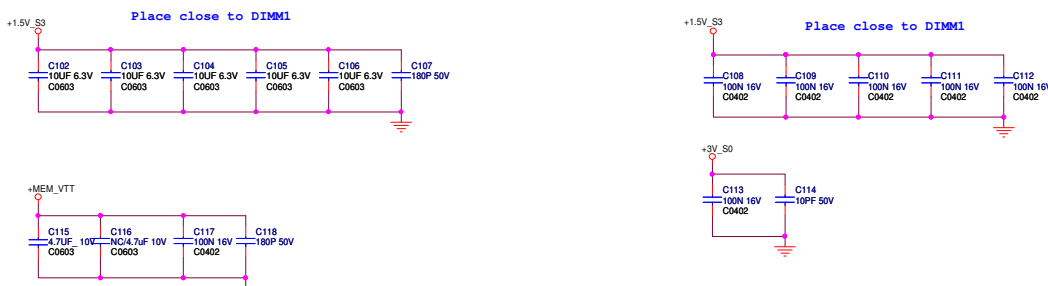 Place close to DIMM1
+1.5V_S3
C102
10UF 6.3V
C0603
C103
10UF 6.3V
C0603
C104
10UF 6.3V
C0603
C105
10UF 6.3V
C0603
C106
10UF 6.3V
C0603
C107
180P 50V
+1.5V_S3
Place close to DIMM1
C108
100N 16V
C0402
C109
100N 16V
C0402
C110
100N 16V
C0402
C111
100N 16V
C0402
C112
100N 16V
C0402
+3V_S0
C113
100N 16V
C0402
C114
10PF 50V
+MEM_VTT
C115
4.7UF_ 10V
C0603
C116
NC/4.7uF 10V
C0603
C117
100N 16V
C0402
C118
180P 50V